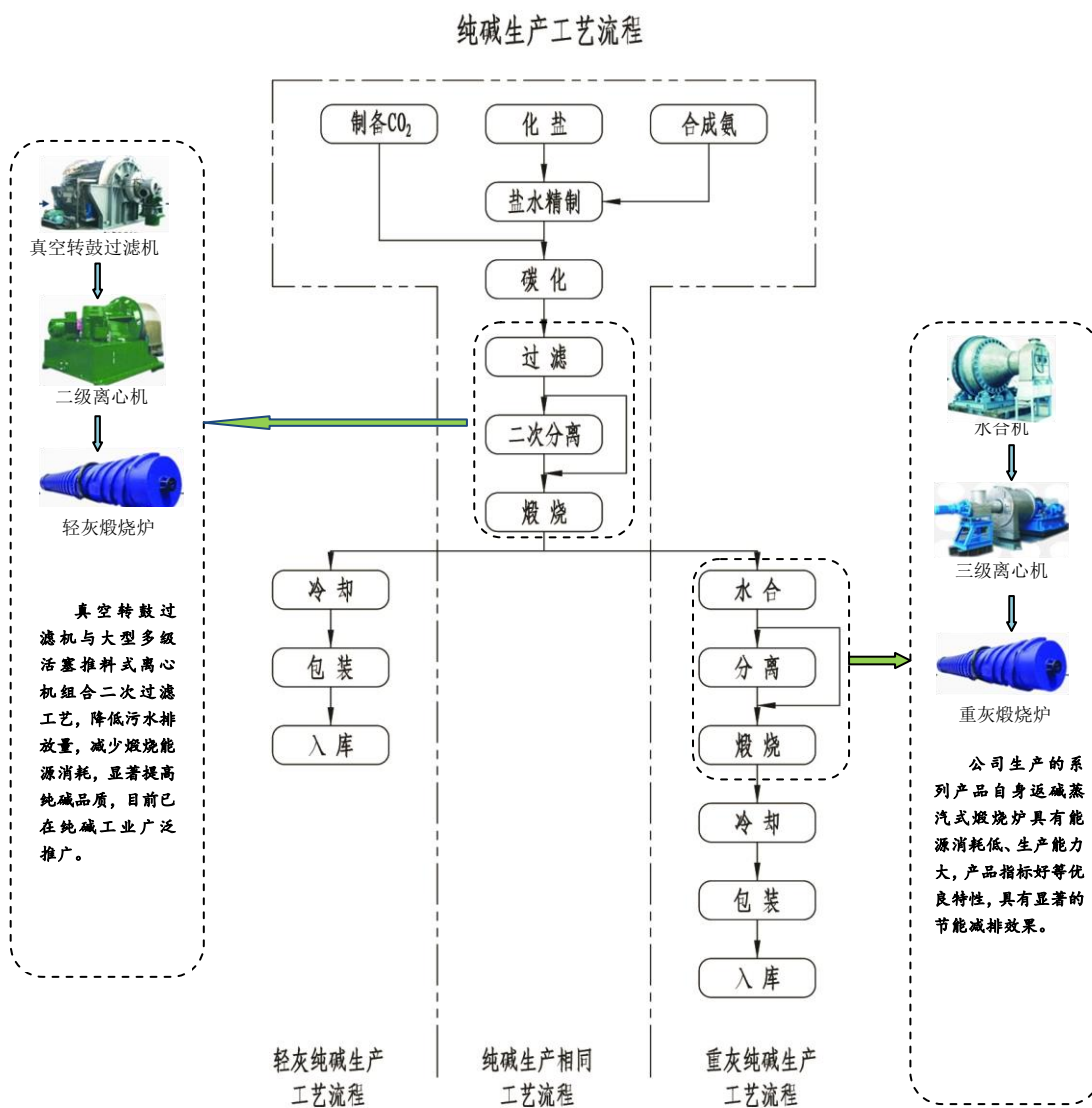 纯碱生产工艺流程
制备CO₂
化盐
合成氨
盐水精制
碳化
过滤
二次分离
煅烧
真空转鼓过滤机
二级离心机
轻灰煅烧炉
真空转鼓过
滤机与大型多级
活塞推料式离心
机组合二次过滤
工艺，降低污水排
放量，减少煅烧能
源消耗，显著提高
纯碱品质，目前已
在纯碱工业广泛
推广。
冷却
包装
入库
水合
分离
煅烧
冷却
包装
入库
水合机
三级离心机
重灰煅烧炉
公司生产的系
列产品自身返碱蒸
汽式煅烧炉具有能
源消耗低、生产能力
大，产品指标好等优
良特性，具有显著的
节能减排效果。
轻灰纯碱生产
工艺流程
纯碱生产相同
工艺流程
重灰纯碱生产
工艺流程